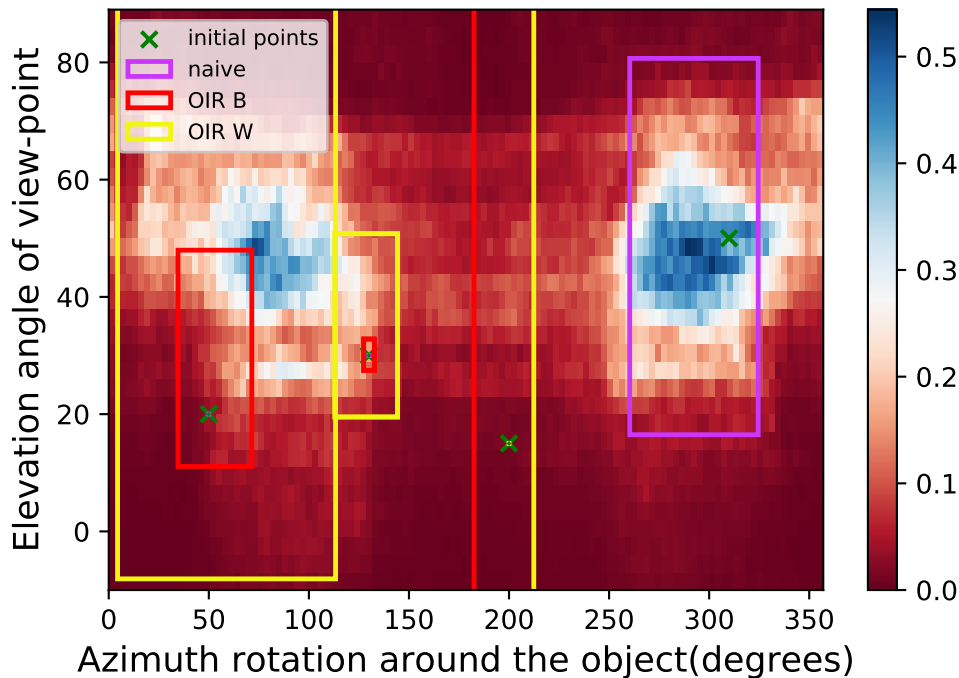 initial points
naive
OIR B
OIR W
Elevation angle of view-point
80
60
40
20
0
0 50 100 150 200 250 300 350
Azimuth rotation around the object(degrees)
0.5
0.4
0.3
0.2
0.1
0.0